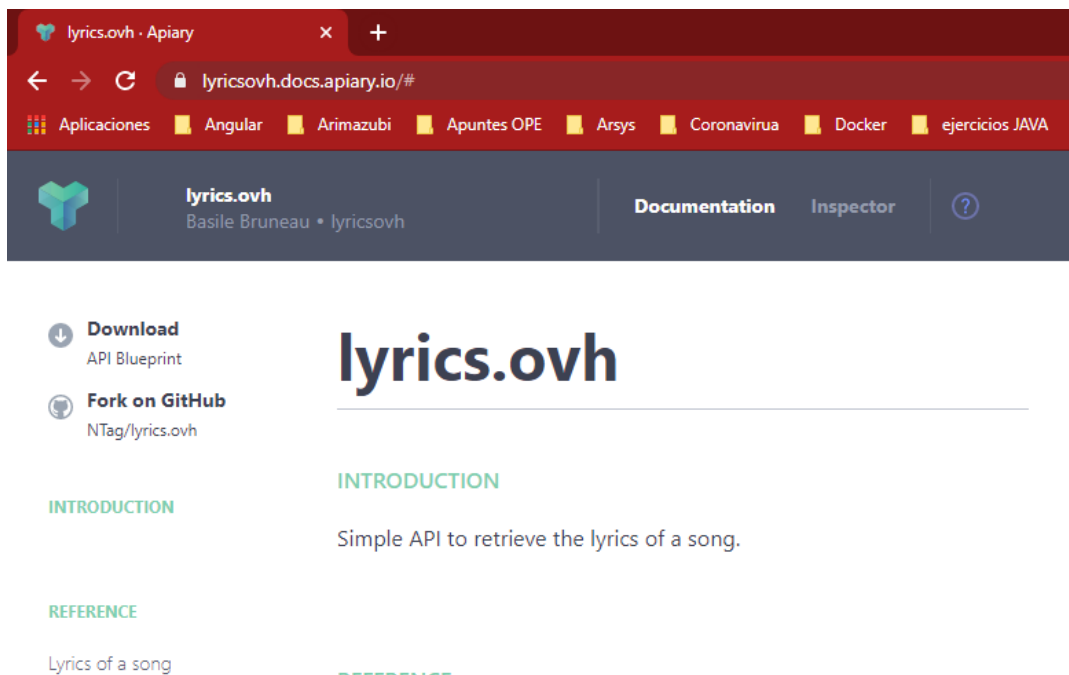 lyrics.ovh · Apiary
lyricsovh.docs.apiary.io/#
Aplicaciones Angular Arimazubi Apuntes OPE Arsys Coronavirua Docker ejercicios JAVA
lyrics.ovh
Basile Bruneau • lyricsovh
Documentation Inspector ?
Download
API Blueprint
Fork on GitHub
NTag/lyrics.ovh
INTRODUCTION
REFERENCE
Lyrics of a song
lyrics.ovh
INTRODUCTION
Simple API to retrieve the lyrics of a song.
REFERENCE